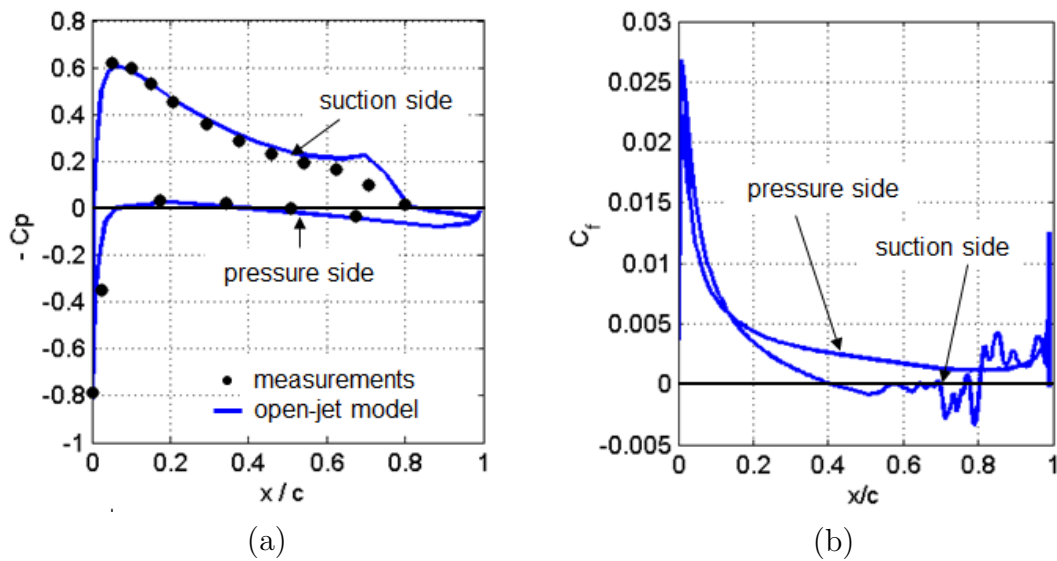 0.8
0.6
0.4
0.2
0
-0.2
-0.4
-0.6
-0.8
-1
- Cp
suction side
pressure side
measurements
open-jet model
0 0.2 0.4 0.6 0.8 1
x / c
(a)
0.03
0.025
0.02
0.015
0.01
0.005
0
-0.005
Cf
pressure side
suction side
0 0.2 0.4 0.6 0.8 1
x/c
(b)